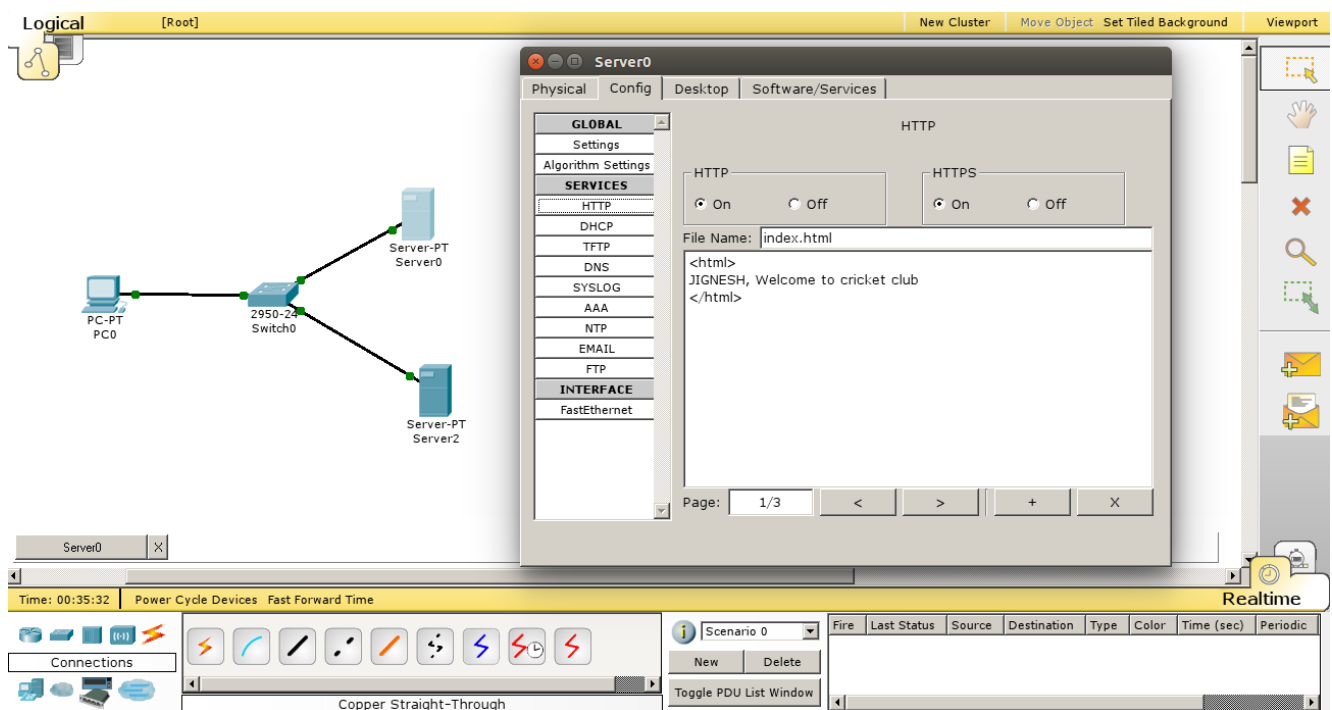 Logical [Root] New Cluster Move Object Set Tiled Background Viewport
Server0
Physical Config Desktop Software/Services
GLOBAL
Settings
Algorithm Settings
SERVICES
HTTP
DHCP
TFTP
DNS
SYSLOG
AAA
NTP
EMAIL
FTP
INTERFACE
FastEthernet
HTTP
HTTP
On Off
HTTPS
On Off
File Name: index.html
<html>
JIGNESH, Welcome to cricket club
</html>
Page: 1/3 < > + X
Server-PT
Server0
PC-PT
PC0
2950-24
Switch0
Server-PT
Server2
Server0 X
Time: 00:35:32 Power Cycle Devices Fast Forward Time Realtime
Connections
Copper Straight-Through
i Scenario 0
New Delete
Toggle PDU List Window
Fire Last Status Source Destination Type Color Time (sec) Periodic